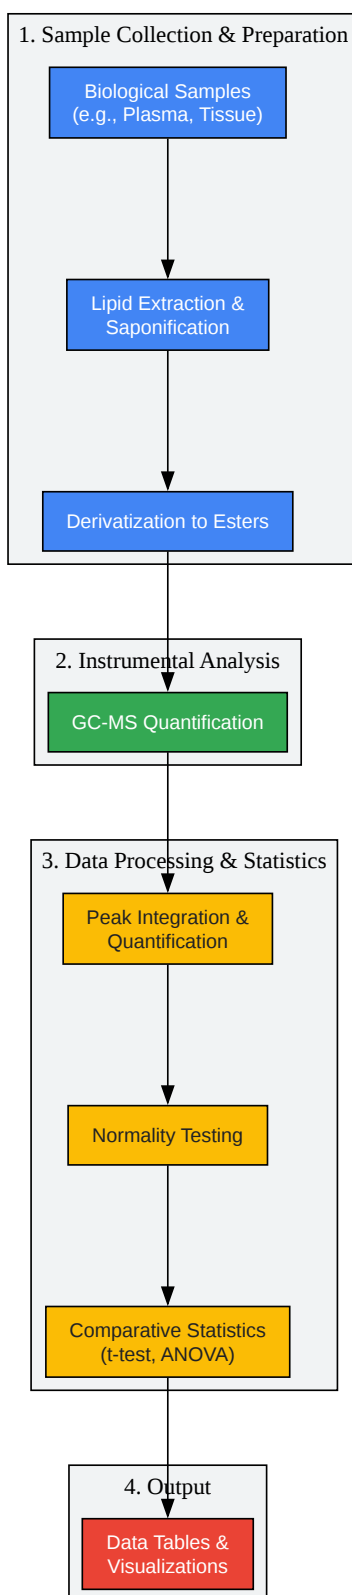 1. Sample Collection & Preparation
Biological Samples
(e.g., Plasma, Tissue)
Lipid Extraction &
Saponification
Derivatization to Esters
2. Instrumental Analysis
GC-MS Quantification
3. Data Processing & Statistics
Peak Integration &
Quantification
Normality Testing
Comparative Statistics
(t-test, ANOVA)
4. Output
Data Tables &
Visualizations